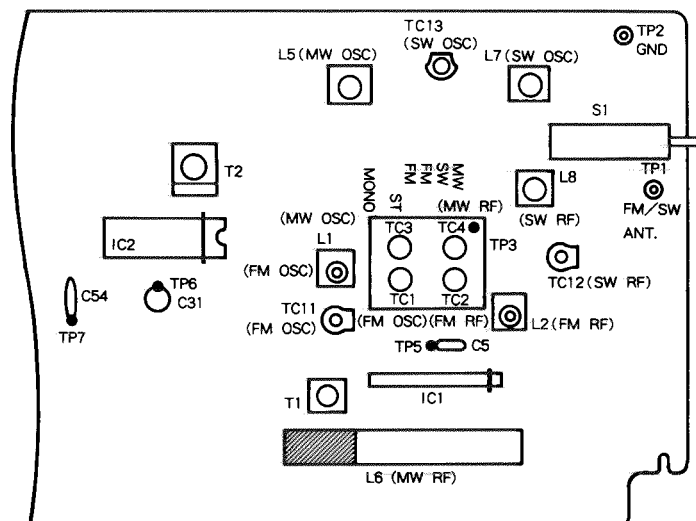 TC13
(SW OSC)
TP2
GND
L5(MW OSC)
L7(SW OSC)
S1
T2
MONO
ST
FM
FM
SW
MW
(MW RF)
L8
(SW RF)
TP1
FM/SW
ANT.
IC2
(MW OSC)
L1
(FM OSC)
TC3
TC4
TP3
TC1
TC2
TC12(SW RF)
C54
TP7
TP6
C31
TC11
(FM OSC)
(FM OSC)
(FM RF)
L2(FM RF)
TP5
C5
IC1
T1
L6 (MW RF)